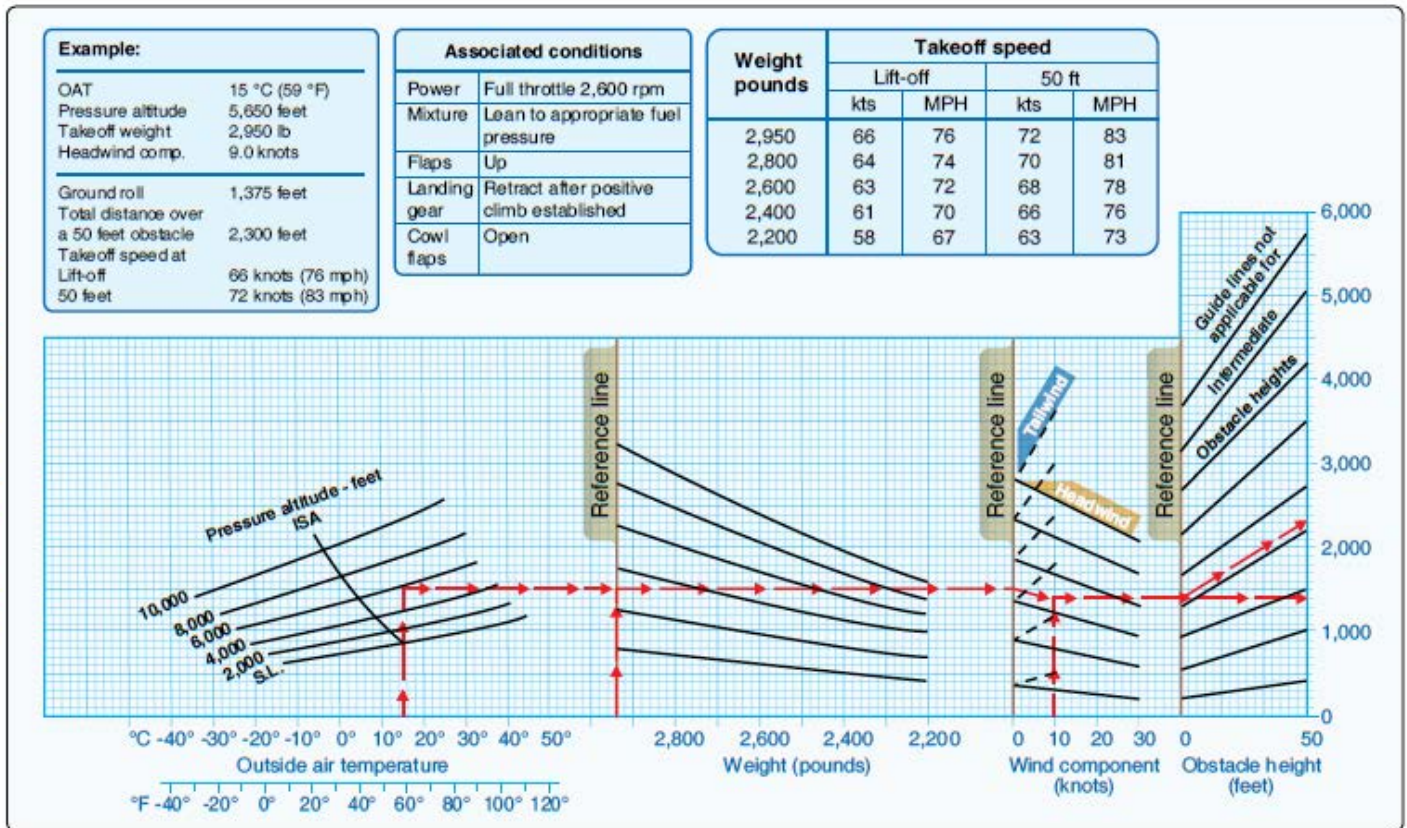 Example:
OAT 15 °C (59 °F)
Pressure altitude 5,650 feet
Takeoff weight 2,950 lb
Headwind comp. 9.0 knots
Ground roll 1,375 feet
Total distance over
a 50 feet obstacle 2,300 feet
Takeoff speed at
Lift-off 66 knots (76 mph)
50 feet 72 knots (83 mph)
Associated conditions
Power Full throttle 2,600 rpm
Mixture Lean to appropriate fuel
pressure
Flaps Up
Landing Retract after positive
gear climb established
Cowl Open
flaps
Weight Takeoff speed
pounds Lift-off 50 ft
kts MPH kts MPH
2,950 66 76 72 83
2,800 64 74 70 81
2,600 63 72 68 78
2,400 61 70 66 76
2,200 58 67 63 73
6,000
5,000
4,000
3,000
2,000
1,000
0
Guide lines not
applicable for
Intermediate
Obstacle heights
Reference line
Reference line
Reference line
Tailwind
Headwind
Pressure altitude - feet
ISA
10,000
8,000
6,000
4,000
2,000
S.L.
°C -40° -30° -20° -10° 0° 10° 20° 30° 40° 50°
Outside air temperature
°F -40° -20° 0° 20° 40° 60° 80° 100° 120°
2,800 2,600 2,400 2,200
Weight (pounds)
0 10 20 30
Wind component
(knots)
0 50
Obstacle height
(feet)